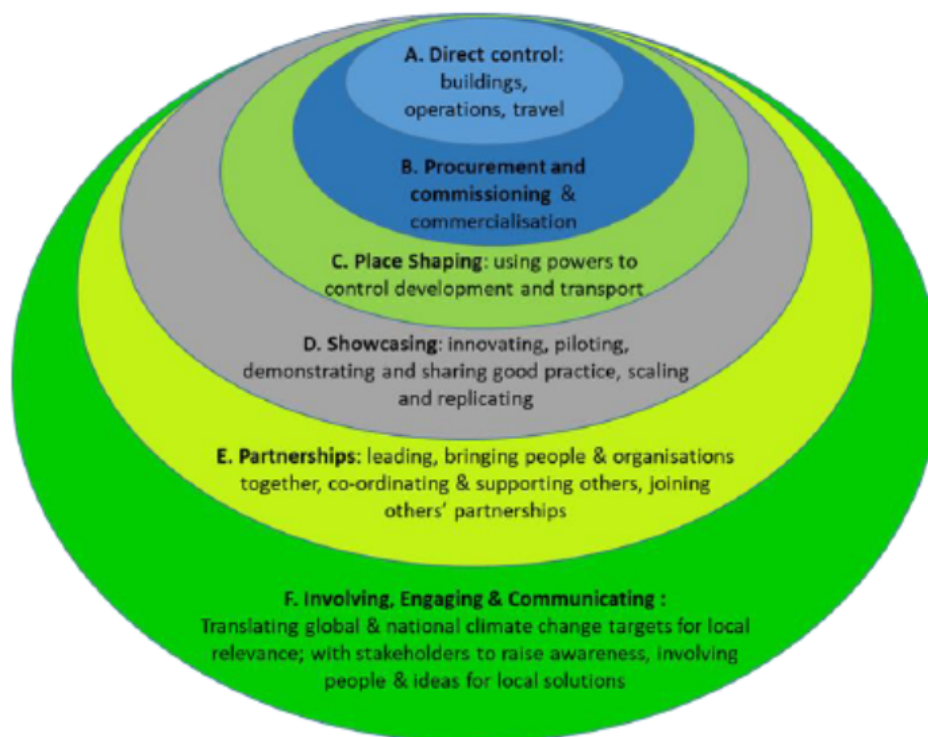 A. Direct control:
buildings,
operations, travel
B. Procurement and
commissioning &
commercialisation
C. Place Shaping: using powers to
control development and transport
D. Showcasing: innovating, piloting,
demonstrating and sharing good practice, scaling
and replicating
E. Partnerships: leading, bringing people & organisations
together, co-ordinating & supporting others, joining
others’ partnerships
F. Involving, Engaging & Communicating :
Translating global & national climate change targets for local
relevance; with stakeholders to raise awareness, involving
people & ideas for local solutions